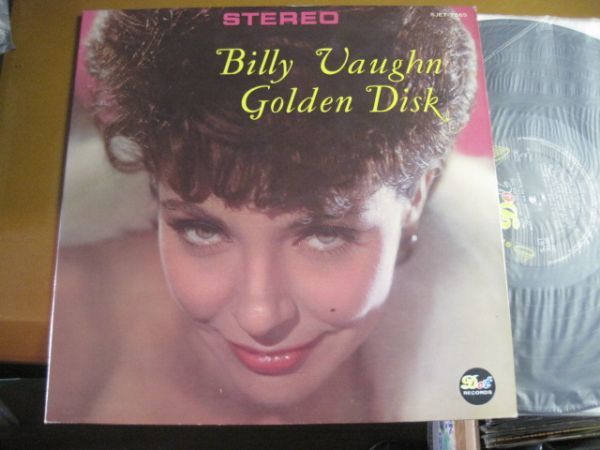 STEREO
Billy Vaughn
Golden Disk
Dot
RECORDS